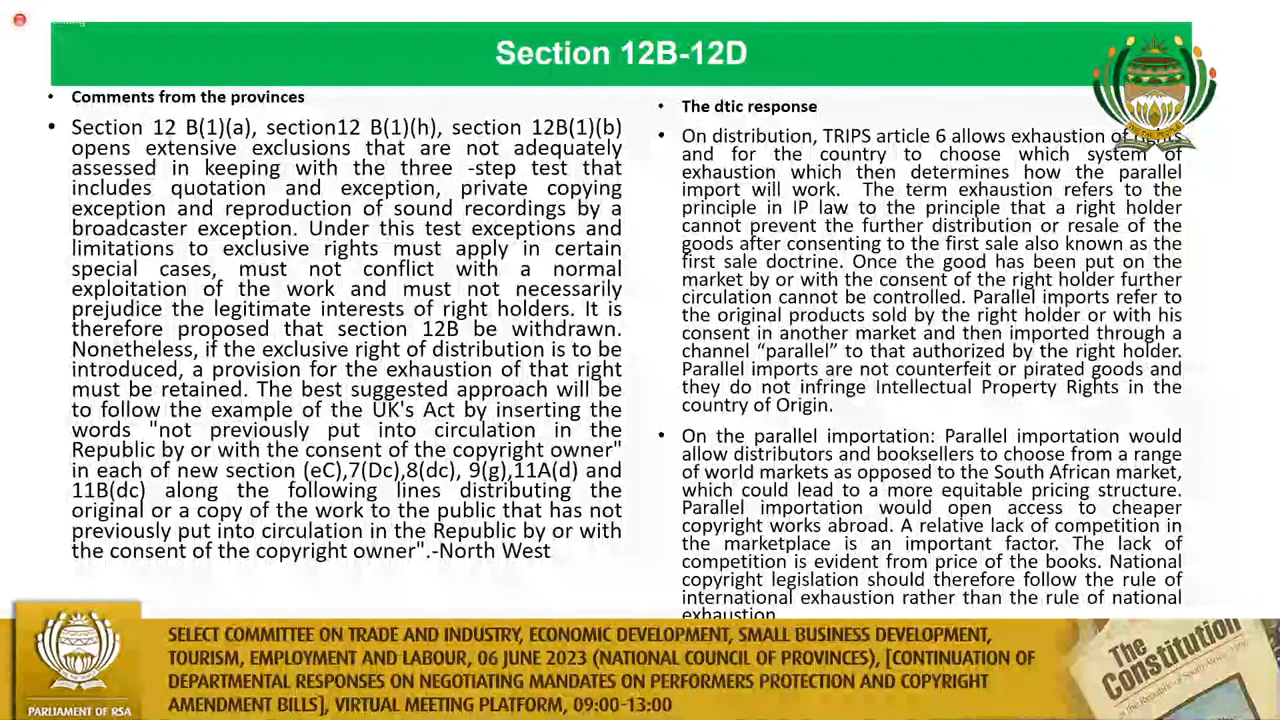 Section 12B-12D
• Comments from the provinces
• Section 12 B(1)(a), section12 B(1)(h), section 12B(1)(b)
opens extensive exclusions that are not adequately
assessed in keeping with the three -step test that
includes quotation and exception, private copying
exception and reproduction of sound recordings by a
broadcaster exception. Under this test exceptions and
limitations to exclusive rights must apply in certain
special cases, must not conflict with a normal
exploitation of the work and must not necessarily
prejudice the legitimate interests of right holders. It is
therefore proposed that section 12B be withdrawn.
Nonetheless, if the exclusive right of distribution is to be
introduced, a provision for the exhaustion of that right
must be retained. The best suggested approach will be
to follow the example of the UK's Act by inserting the
words "not previously put into circulation in the
Republic by or with the consent of the copyright owner"
in each of new section (eC),7(Dc),8(dc), 9(g),11A(d) and
11B(dc) along the following lines distributing the
original or a copy of the work to the public that has not
previously put into circulation in the Republic by or with
the consent of the copyright owner".-North West
• The dtic response
• On distribution, TRIPS article 6 allows exhaustion of rights
and for the country to choose which system of
exhaustion which then determines how the parallel
import will work. The term exhaustion refers to the
principle in IP law to the principle that a right holder
cannot prevent the further distribution or resale of the
goods after consenting to the first sale also known as the
first sale doctrine. Once the good has been put on the
market by or with the consent of the right holder further
circulation cannot be controlled. Parallel imports refer to
the original products sold by the right holder or with his
consent in another market and then imported through a
channel “parallel” to that authorized by the right holder.
Parallel imports are not counterfeit or pirated goods and
they do not infringe Intellectual Property Rights in the
country of Origin.
• On the parallel importation: Parallel importation would
allow distributors and booksellers to choose from a range
of world markets as opposed to the South African market,
which could lead to a more equitable pricing structure.
Parallel importation would open access to cheaper
copyright works abroad. A relative lack of competition in
the marketplace is an important factor. The lack of
competition is evident from price of the books. National
copyright legislation should therefore follow the rule of
international exhaustion rather than the rule of national
exhaustion.
WE THE PEOPLE
SELECT COMMITTEE ON TRADE AND INDUSTRY, ECONOMIC DEVELOPMENT, SMALL BUSINESS DEVELOPMENT,
TOURISM, EMPLOYMENT AND LABOUR, 06 JUNE 2023 (NATIONAL COUNCIL OF PROVINCES), [CONTINUATION OF
DEPARTMENTAL RESPONSES ON NEGOTIATING MANDATES ON PERFORMERS PROTECTION AND COPYRIGHT
AMENDMENT BILLS], VIRTUAL MEETING PLATFORM, 09:00-13:00
PARLIAMENT OF RSA
The
Constitution